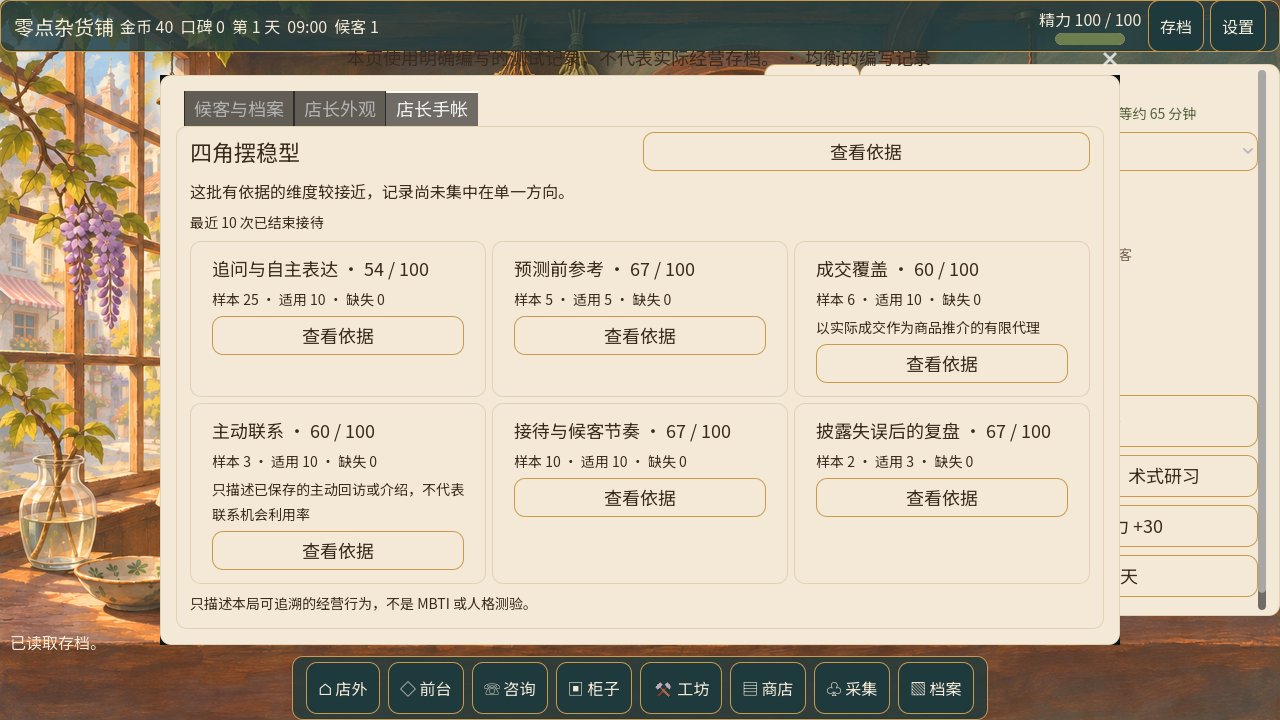 零点杂货铺 金币 40 口碑 0 第 1 天 09:00 候客 1
精力 100 / 100
存档
设置
本页使用明确编写的测试记录，不代表实际经营存档。 · 均衡的编写记录
×
候客与档案
店长外观
店长手帐
等约 65 分钟
四角摆稳型
查看依据
这批有依据的维度较接近，记录尚未集中在单一方向。
最近 10 次已结束接待
追问与自主表达 · 54 / 100
样本 25 · 适用 10 · 缺失 0
查看依据
预测前参考 · 67 / 100
样本 5 · 适用 5 · 缺失 0
查看依据
成交覆盖 · 60 / 100
样本 6 · 适用 10 · 缺失 0
以实际成交作为商品推介的有限代理
查看依据
客
主动联系 · 60 / 100
样本 3 · 适用 10 · 缺失 0
只描述已保存的主动回访或介绍，不代表
联系机会利用率
查看依据
接待与候客节奏 · 67 / 100
样本 10 · 适用 10 · 缺失 0
查看依据
披露失误后的复盘 · 67 / 100
样本 2 · 适用 3 · 缺失 0
查看依据
术式研习
力 +30
天
只描述本局可追溯的经营行为，不是 MBTI 或人格测验。
已读取存档。
店外
前台
咨询
柜子
工坊
商店
采集
档案